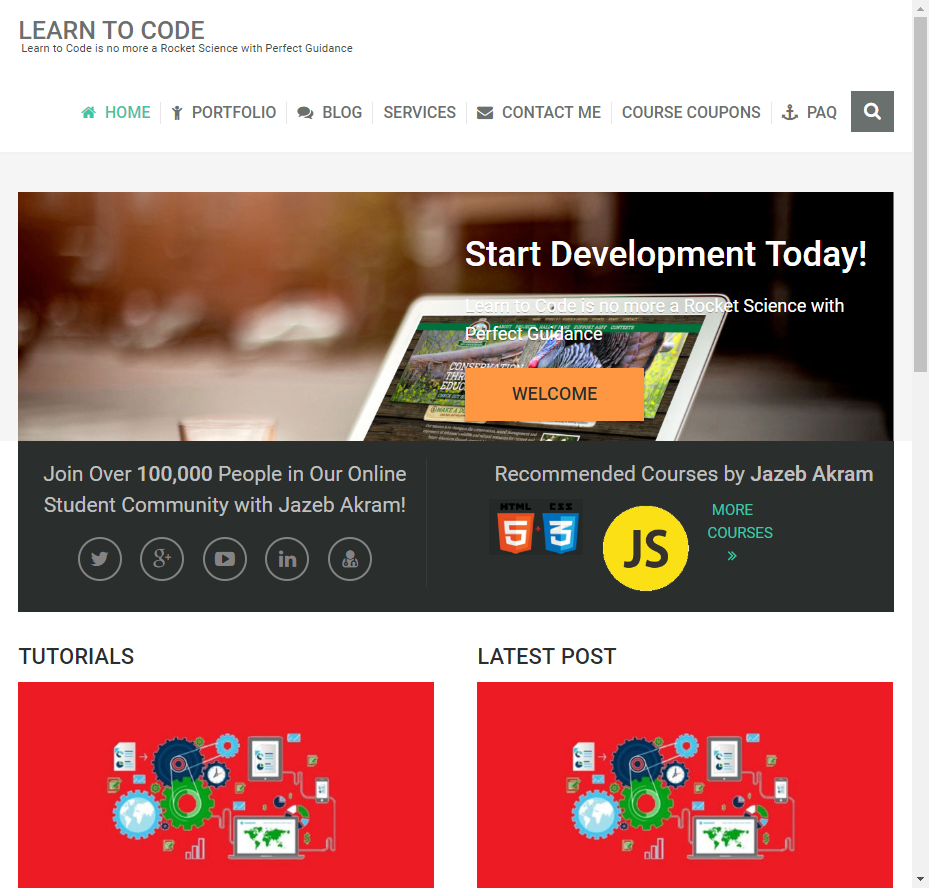 LEARN TO CODE
Learn to Code is no more a Rocket Science with Perfect Guidance
HOME PORTFOLIO BLOG SERVICES CONTACT ME COURSE COUPONS PAQ
Start Development Today!
Learn to Code is no more a Rocket Science with
Perfect Guidance
WELCOME
Join Over 100,000 People in Our Online
Student Community with Jazeb Akram!
Recommended Courses by Jazeb Akram
HTML CSS
5 + 3
JS
MORE
COURSES
»
TUTORIALS
LATEST POST